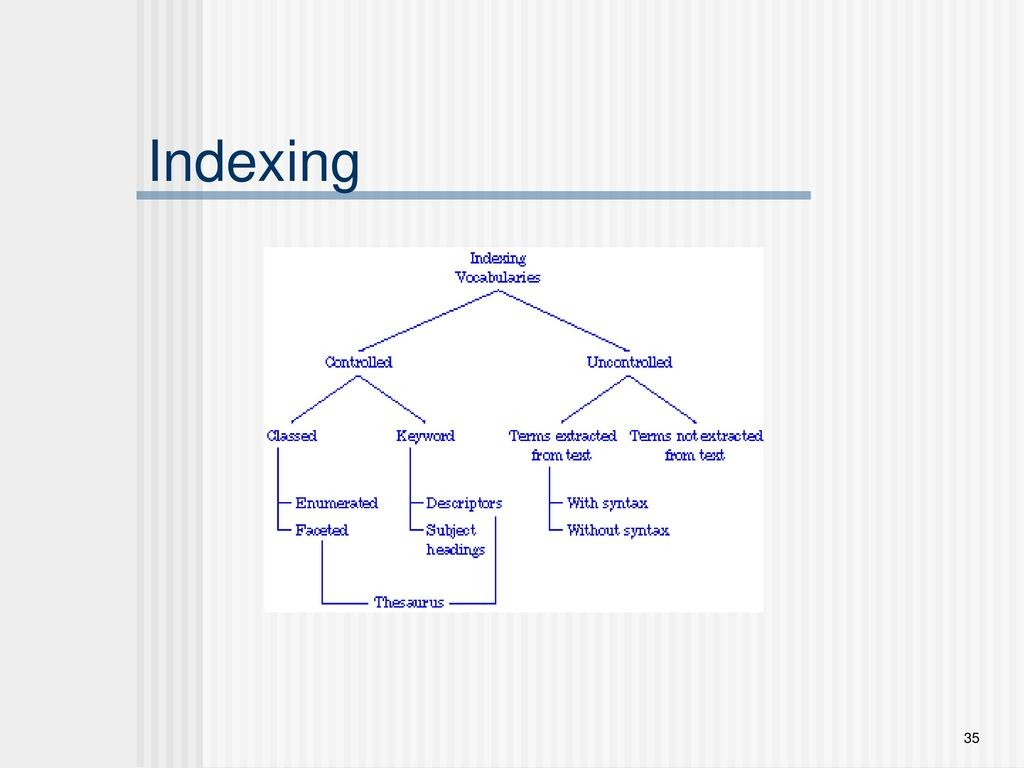 Indexing
Indexing
Vocabularies
Controlled
Uncontrolled
Classed
Keyword
Terms extracted
from text
Terms not extracted
from text
Enumerated
Descriptors
With syntax
Faceted
Subject
headings
Without syntax
Thesaurus
35